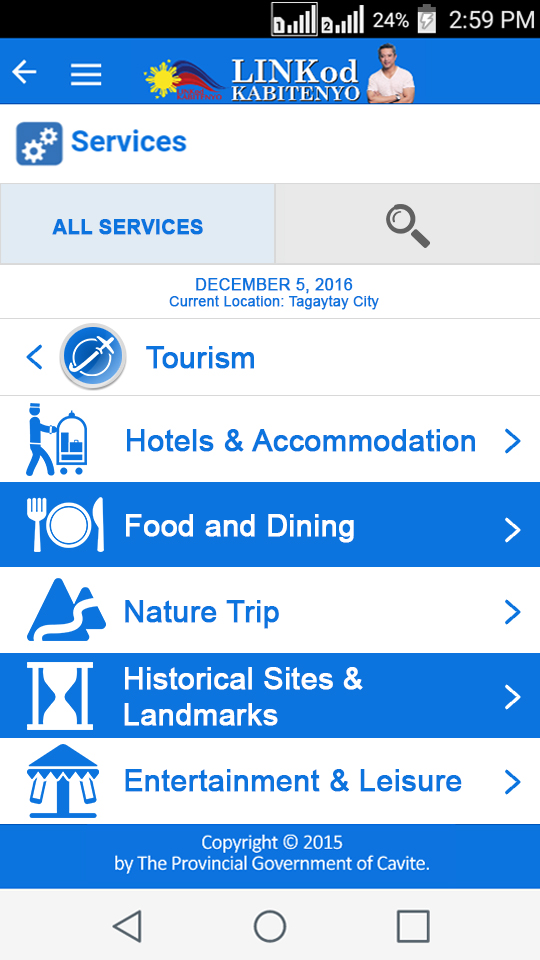 2 24% 2:59 PM
LINKod
KABITENYO
Services
ALL SERVICES
DECEMBER 5, 2016
Current Location: Tagaytay City
Tourism
Hotels & Accommodation
Food and Dining
Nature Trip
Historical Sites &
Landmarks
Entertainment & Leisure
Copyright © 2015
by The Provincial Government of Cavite.